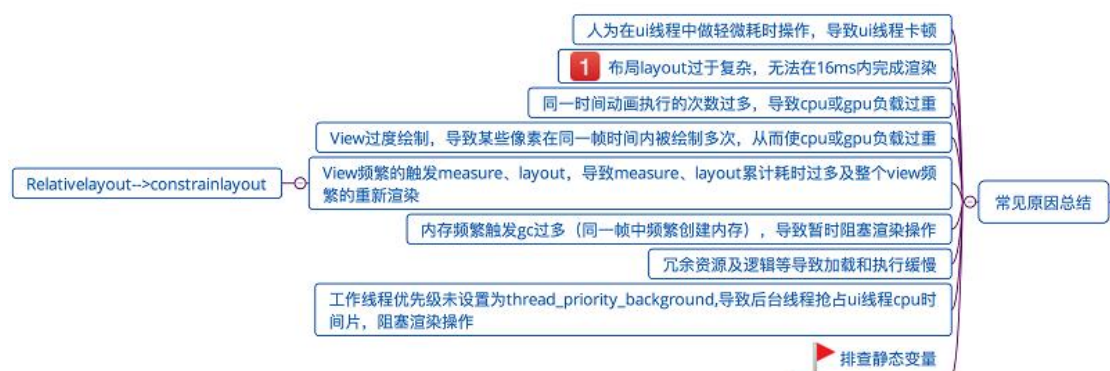 人为在ui线程中做轻微耗时操作，导致ui线程卡顿
1 布局layout过于复杂，无法在16ms内完成渲染
同一时间动画执行的次数过多，导致cpu或gpu负载过重
View过度绘制，导致某些像素在同一帧时间内被绘制多次，从而使cpu或gpu负载过重
Relativelayout-->constrainlayout
View频繁的触发measure、layout，导致measure、layout累计耗时过多及整个view频
繁的重新渲染
常见原因总结
内存频繁触发gc过多（同一帧中频繁创建内存），导致暂时阻塞渲染操作
冗余资源及逻辑等导致加载和执行缓慢
工作线程优先级未设置为thread_priority_background,导致后台线程抢占ui线程cpu时
间片，阻塞渲染操作
排查静态变量